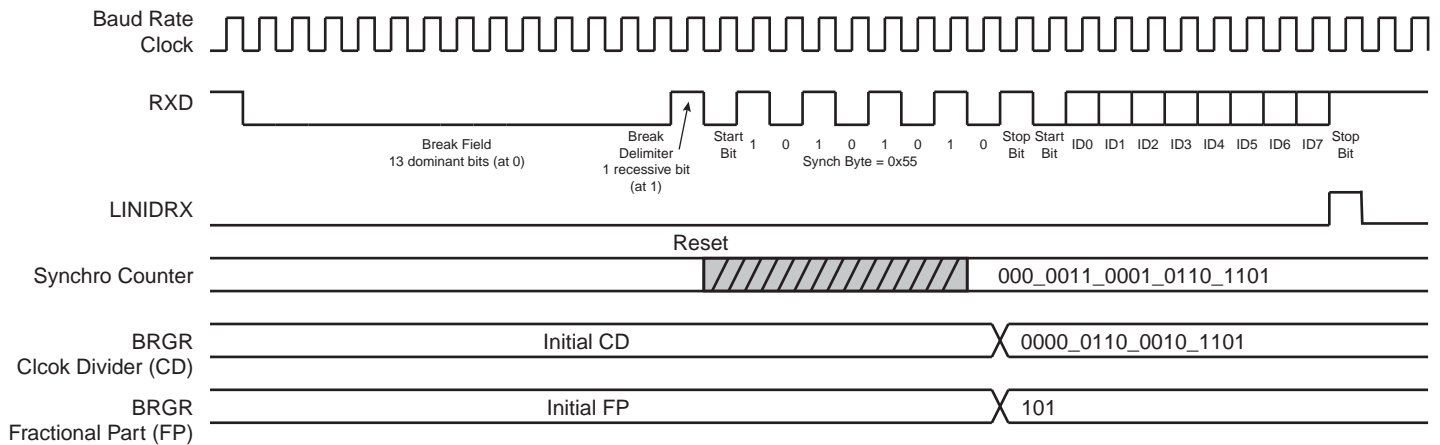 Baud Rate
Clock
RXD
Break Field
13 dominant bits (at 0)
Break
Delimiter
1 recessive bit
(at 1)
Start
Bit
1 0 1 0 1 0 1 0
Synch Byte = 0x55
Stop
Bit
Start
Bit
ID0 ID1 ID2 ID3 ID4 ID5 ID6 ID7
Stop
Bit
LINIDRX
Reset
Synchro Counter
000_0011_0001_0110_1101
BRGR
Clcok Divider (CD)
Initial CD
0000_0110_0010_1101
BRGR
Fractional Part (FP)
Initial FP
101